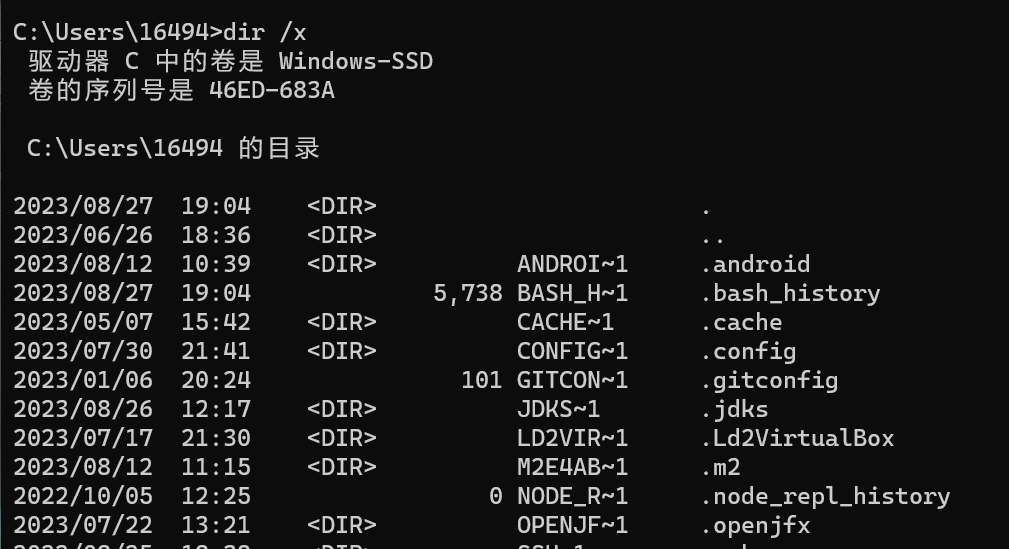 C:\Users\16494>dir /x
驱动器 C 中的卷是 Windows-SSD
卷的序列号是 46ED-683A
C:\Users\16494 的目录
2023/08/27  19:04    <DIR>                       .
2023/06/26  18:36    <DIR>                       ..
2023/08/12  10:39    <DIR>          ANDROI~1     .android
2023/08/27  19:04             5,738 BASH_H~1     .bash_history
2023/05/07  15:42    <DIR>          CACHE~1      .cache
2023/07/30  21:41    <DIR>          CONFIG~1     .config
2023/01/06  20:24               101 GITCON~1     .gitconfig
2023/08/26  12:17    <DIR>          JDKS~1       .jdks
2023/07/17  21:30    <DIR>          LD2VIR~1     .Ld2VirtualBox
2023/08/12  11:15    <DIR>          M2E4AB~1     .m2
2022/10/05  12:25                 0 NODE_R~1     .node_repl_history
2023/07/22  13:21    <DIR>          OPENJF~1     .openjfx